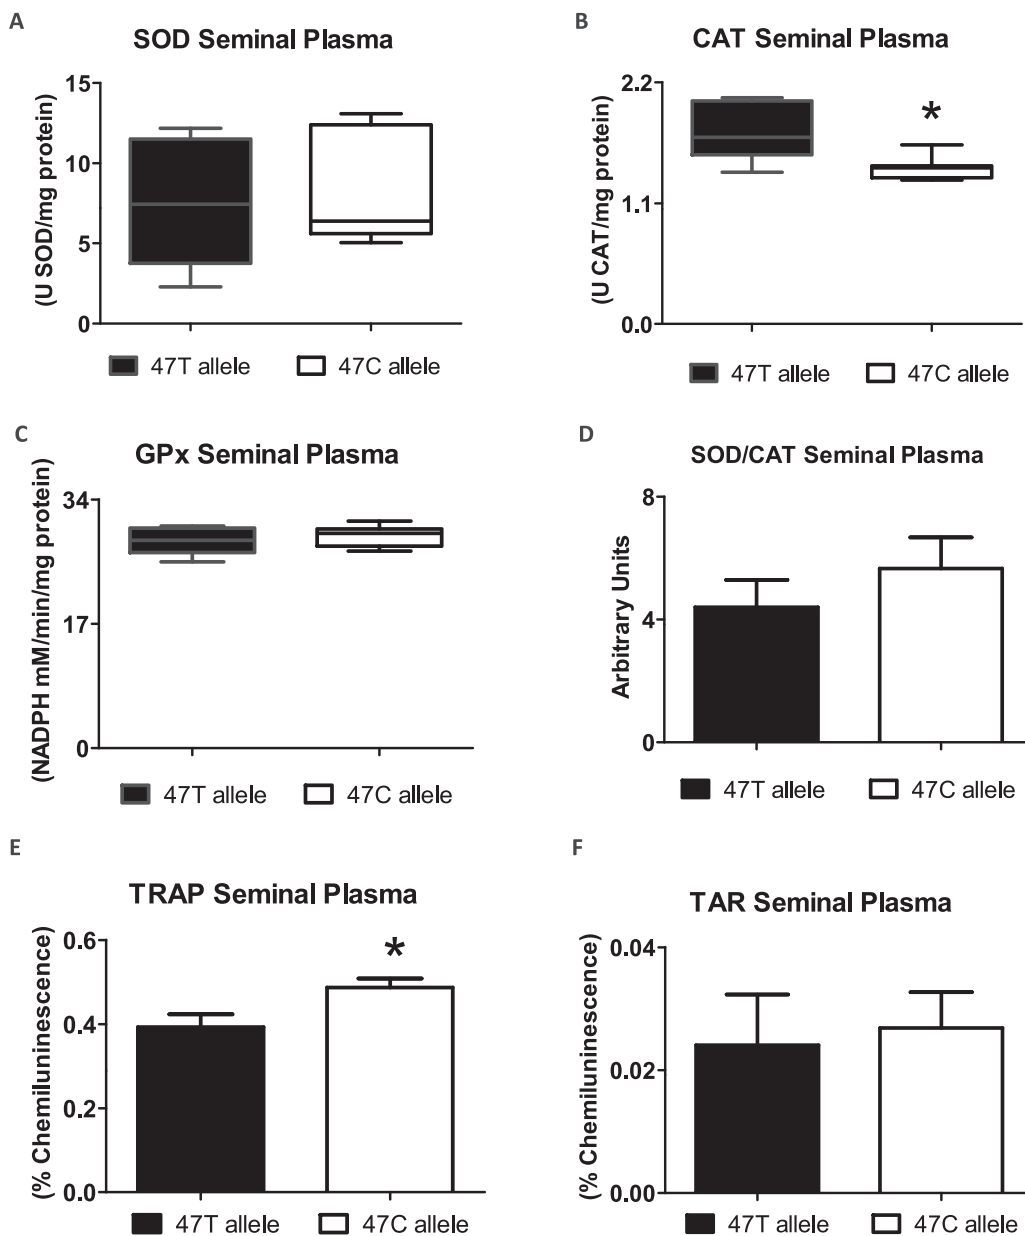 A
SOD Seminal Plasma
(U SOD/mg protein)
15
10
5
0
47T allele
47C allele
B
CAT Seminal Plasma
(U CAT/mg protein)
2.2
1.1
0.0
*
47T allele
47C allele
C
GPx Seminal Plasma
(NADPH mM/min/mg protein)
34
17
0
47T allele
47C allele
D
SOD/CAT Seminal Plasma
Arbitrary Units
8
4
0
47T allele
47C allele
E
TRAP Seminal Plasma
(% Chemiluninescence)
0.6
0.4
0.2
0.0
*
47T allele
47C allele
F
TAR Seminal Plasma
(% Chemiluninescence)
0.04
0.02
0.00
47T allele
47C allele